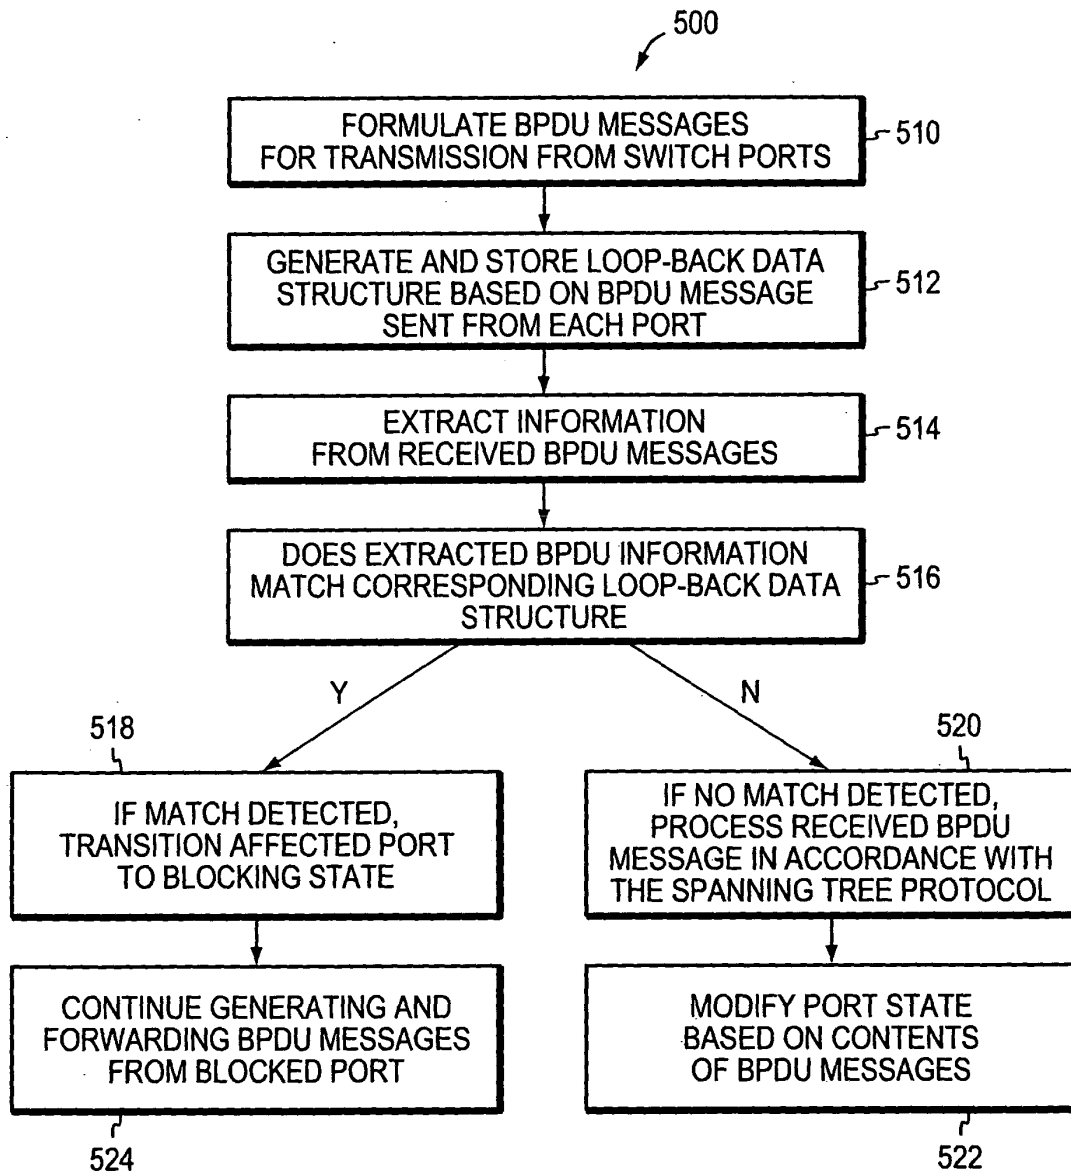 500
FORMULATE BPDU MESSAGES
FOR TRANSMISSION FROM SWITCH PORTS
510
GENERATE AND STORE LOOP-BACK DATA
STRUCTURE BASED ON BPDU MESSAGE
SENT FROM EACH PORT
512
EXTRACT INFORMATION
FROM RECEIVED BPDU MESSAGES
514
DOES EXTRACTED BPDU INFORMATION
MATCH CORRESPONDING LOOP-BACK DATA
STRUCTURE
516
Y
N
518
IF MATCH DETECTED,
TRANSITION AFFECTED PORT
TO BLOCKING STATE
520
IF NO MATCH DETECTED,
PROCESS RECEIVED BPDU
MESSAGE IN ACCORDANCE WITH
THE SPANNING TREE PROTOCOL
CONTINUE GENERATING AND
FORWARDING BPDU MESSAGES
FROM BLOCKED PORT
524
MODIFY PORT STATE
BASED ON CONTENTS
OF BPDU MESSAGES
522